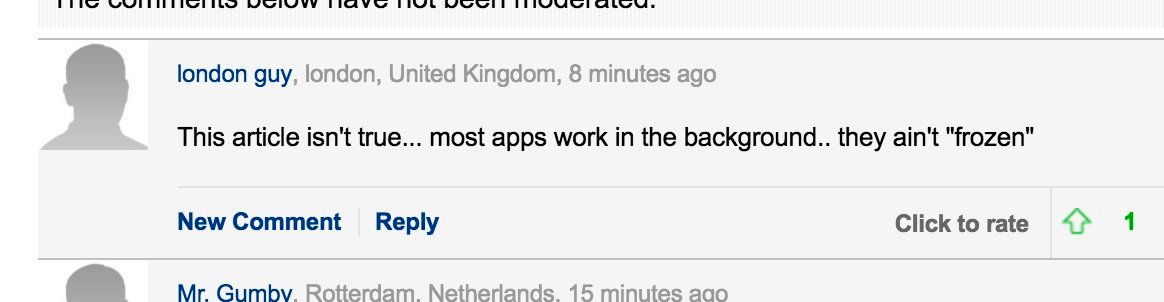 The comments below have not been moderated.
london guy, london, United Kingdom, 8 minutes ago
This article isn't true... most apps work in the background.. they ain't "frozen"
New Comment Reply Click to rate 1
Mr. Gumby, Rotterdam, Netherlands, 15 minutes ago